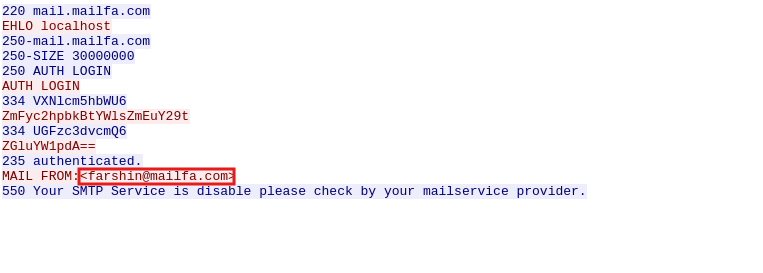 220 mail.mailfa.com
EHLO localhost
250-mail.mailfa.com
250-SIZE 30000000
250 AUTH LOGIN
AUTH LOGIN
334 VXNlcm5hbWU6
ZmFyc2hpbkBtYWlsZmEuY29t
334 UGFzc3dvcmQ6
ZGluYW1pdA==
235 authenticated.
MAIL FROM:<farshin@mailfa.com>
550 Your SMTP Service is disable please check by your mailservice provider.